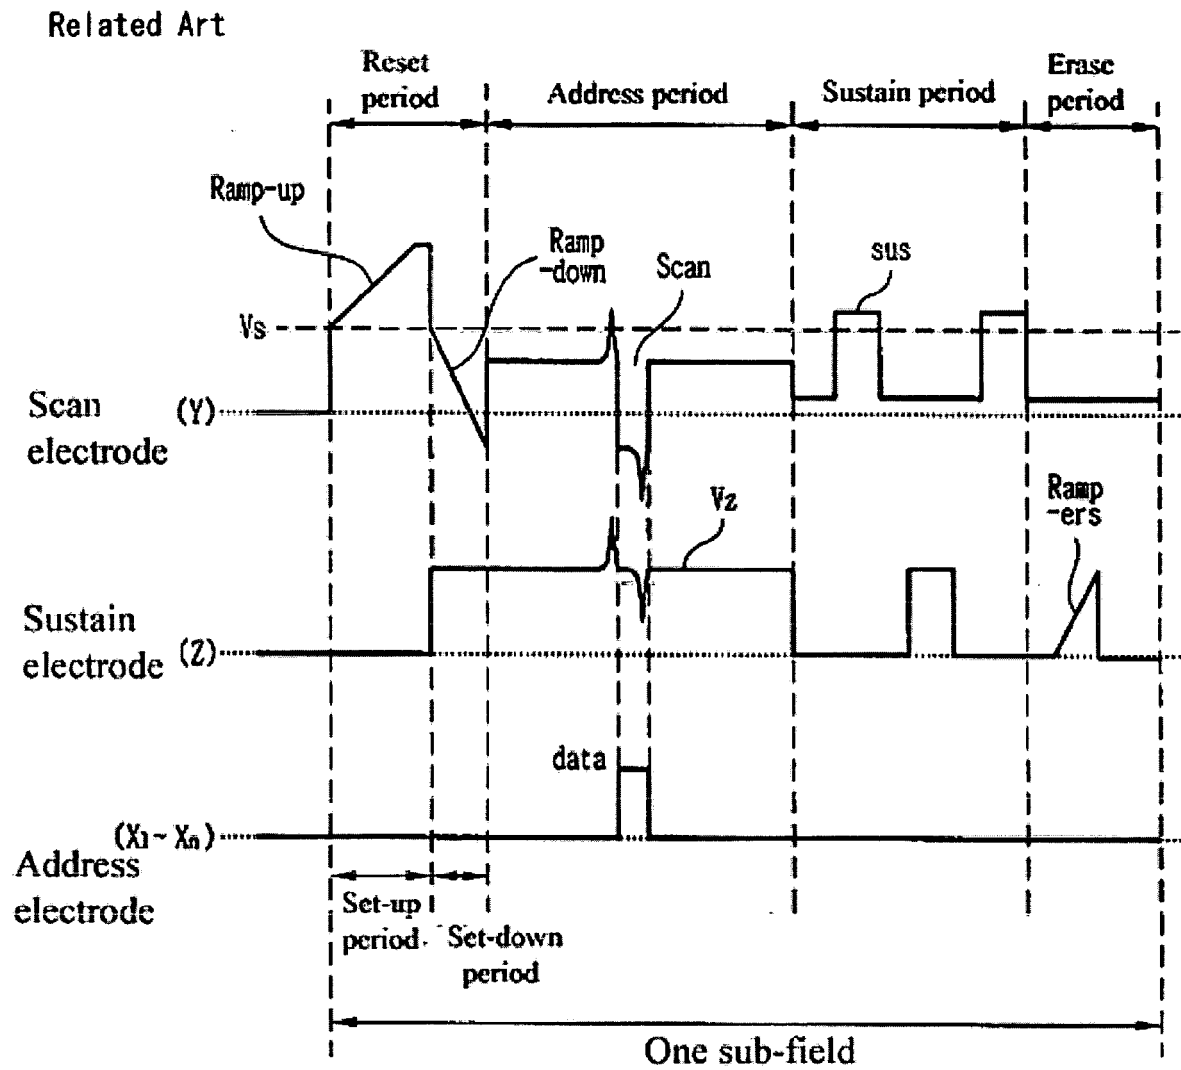 Related Art
Reset
period
Address period
Sustain period
Erase
period
Ramp-up
Ramp
-down
Scan
sus
Vs
Scan
electrode
(Y)
Vz
Ramp
-ers
Sustain
electrode
(Z)
data
(X1~Xn)
Address
electrode
Set-up
period
Set-down
period
One sub-field